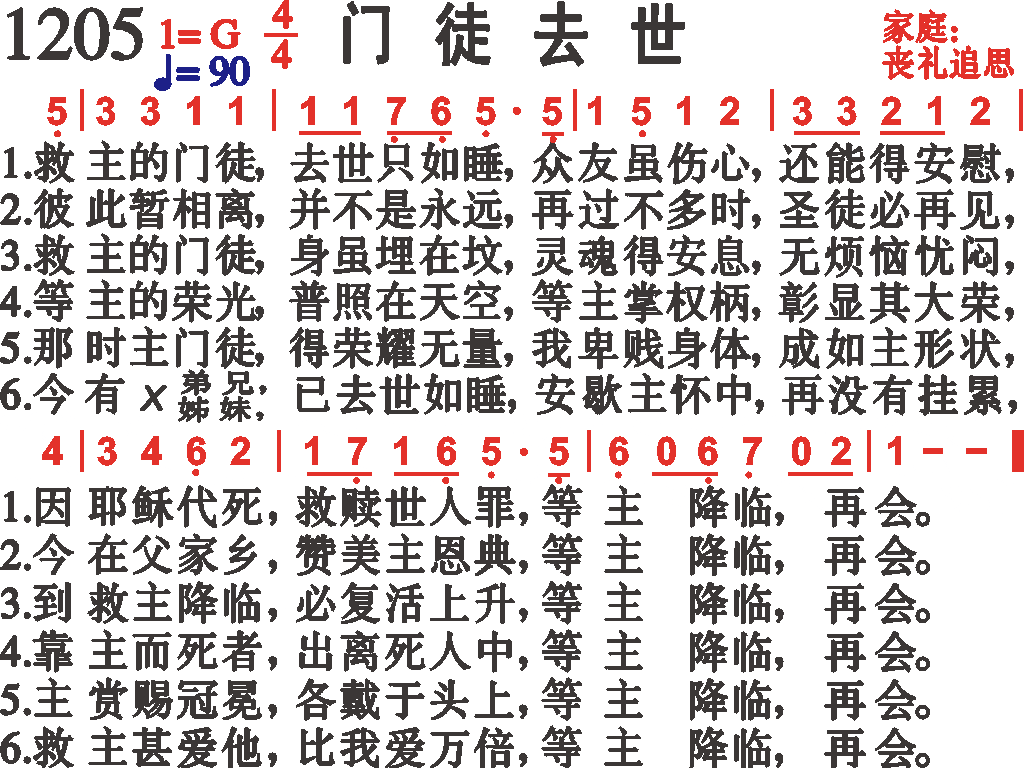 1205 1= G 4/4 门徒去世 家庭:
♩= 90 丧礼追思
5 | 3 3 1 1 | 1 1 7 6 5 · 5 | 1 5 1 2 | 3 3 2 1 2 |
1.救主的门徒, 去世只如睡, 众友虽伤心, 还能得安慰,
2.彼此暂相离, 并不是永远, 再过不多时, 圣徒必再见,
3.救主的门徒, 身虽埋在坟, 灵魂得安息, 无烦恼忧闷,
4.等主的荣光, 普照在天空, 等主掌权柄, 彰显其大荣,
5.那时主门徒, 得荣耀无量, 我卑贱身体, 成如主形状,
6.今有 x 弟兄, 姊妹, 已去世如睡, 安歇主怀中, 再没有挂累,
4 | 3 4 6 2 | 1 7 1 6 5 · 5 | 6 0 6 7 0 2 | 1 - -
1.因耶稣代死, 救赎世人罪, 等主 降临, 再会。
2.今在父家乡, 赞美主恩典, 等主 降临, 再会。
3.到救主降临, 必复活上升, 等主 降临, 再会。
4.靠主而死者, 出离死人中, 等主 降临, 再会。
5.主赏赐冠冕, 各戴于头上, 等主 降临, 再会。
6.救主甚爱他, 比我爱万倍, 等主 降临, 再会。